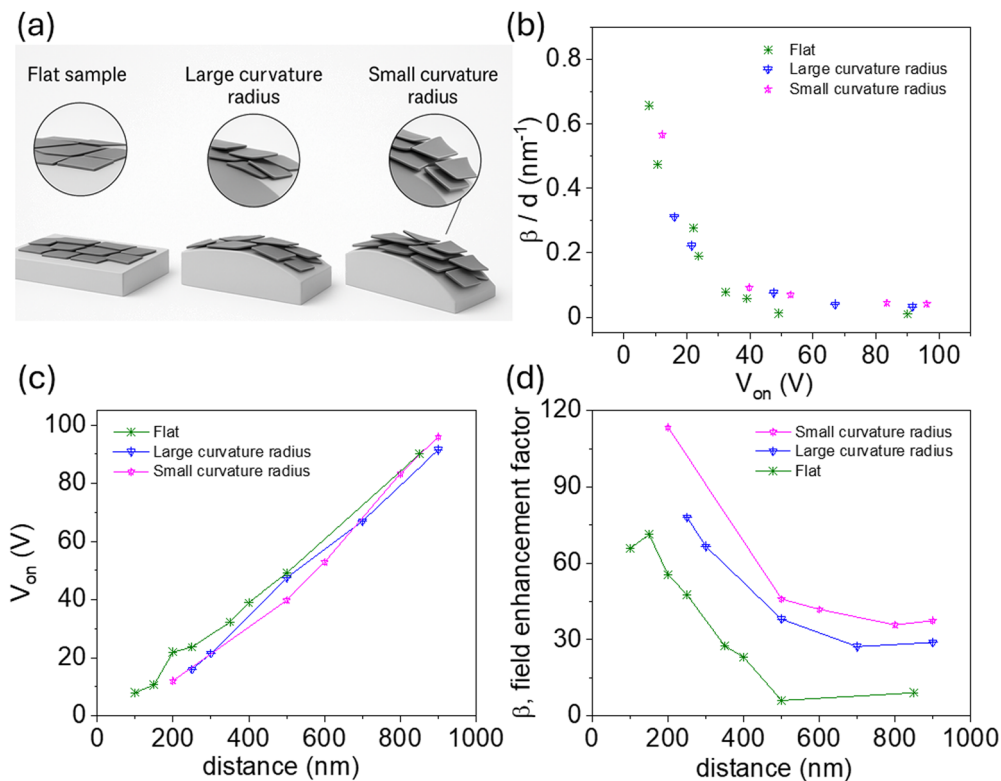 (a)
Flat sample
Large curvature
radius
Small curvature
radius
(b)
β / d (nm⁻¹)
0.8
0.6
0.4
0.2
0
Flat
Large curvature radius
Small curvature radius
0 20 40 60 80 100
Vₒₙ (V)
(c)
Vₒₙ (V)
100
80
60
40
20
0
Flat
Large curvature radius
Small curvature radius
0 200 400 600 800 1000
distance (nm)
(d)
β, field enhancement factor
120
90
60
30
0
Small curvature radius
Large curvature radius
Flat
0 200 400 600 800 1000
distance (nm)